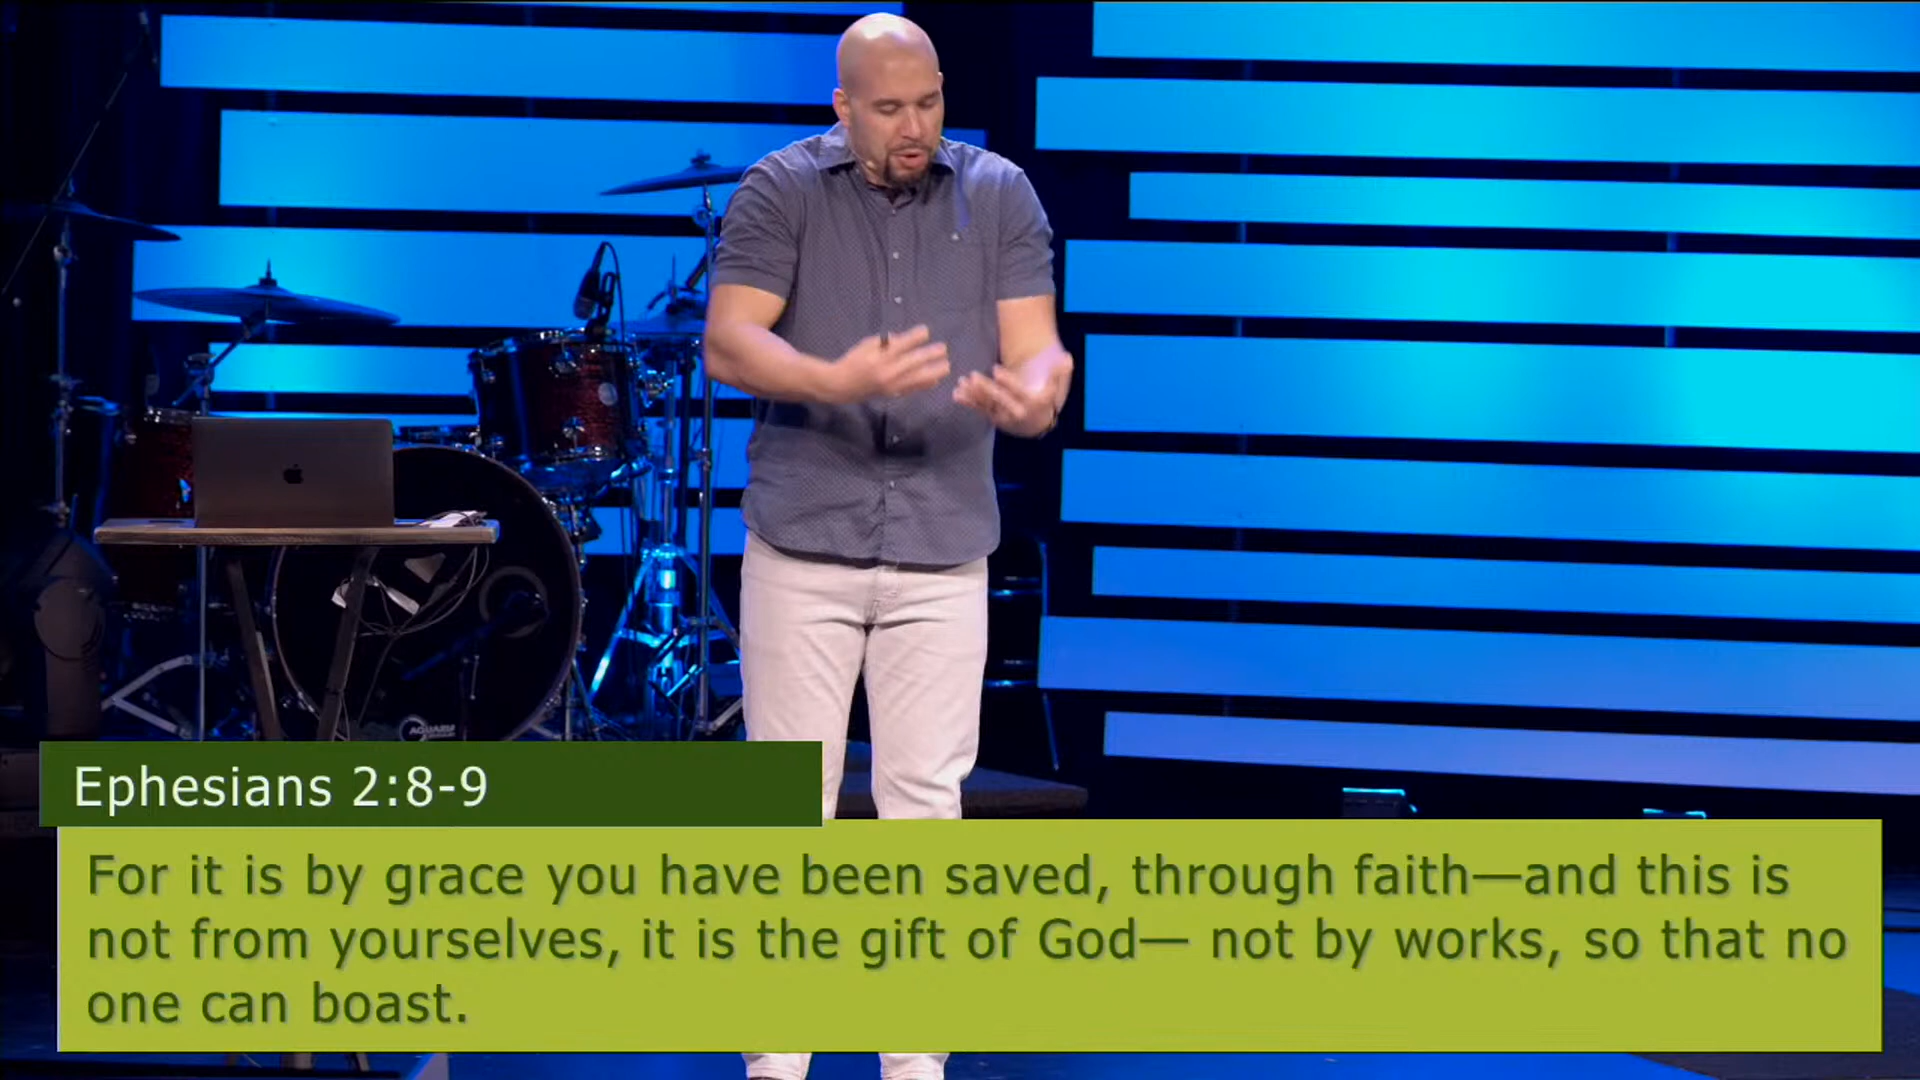 Ephesians 2:8-9
For it is by grace you have been saved, through faith—and this is
not from yourselves, it is the gift of God— not by works, so that no
one can boast.